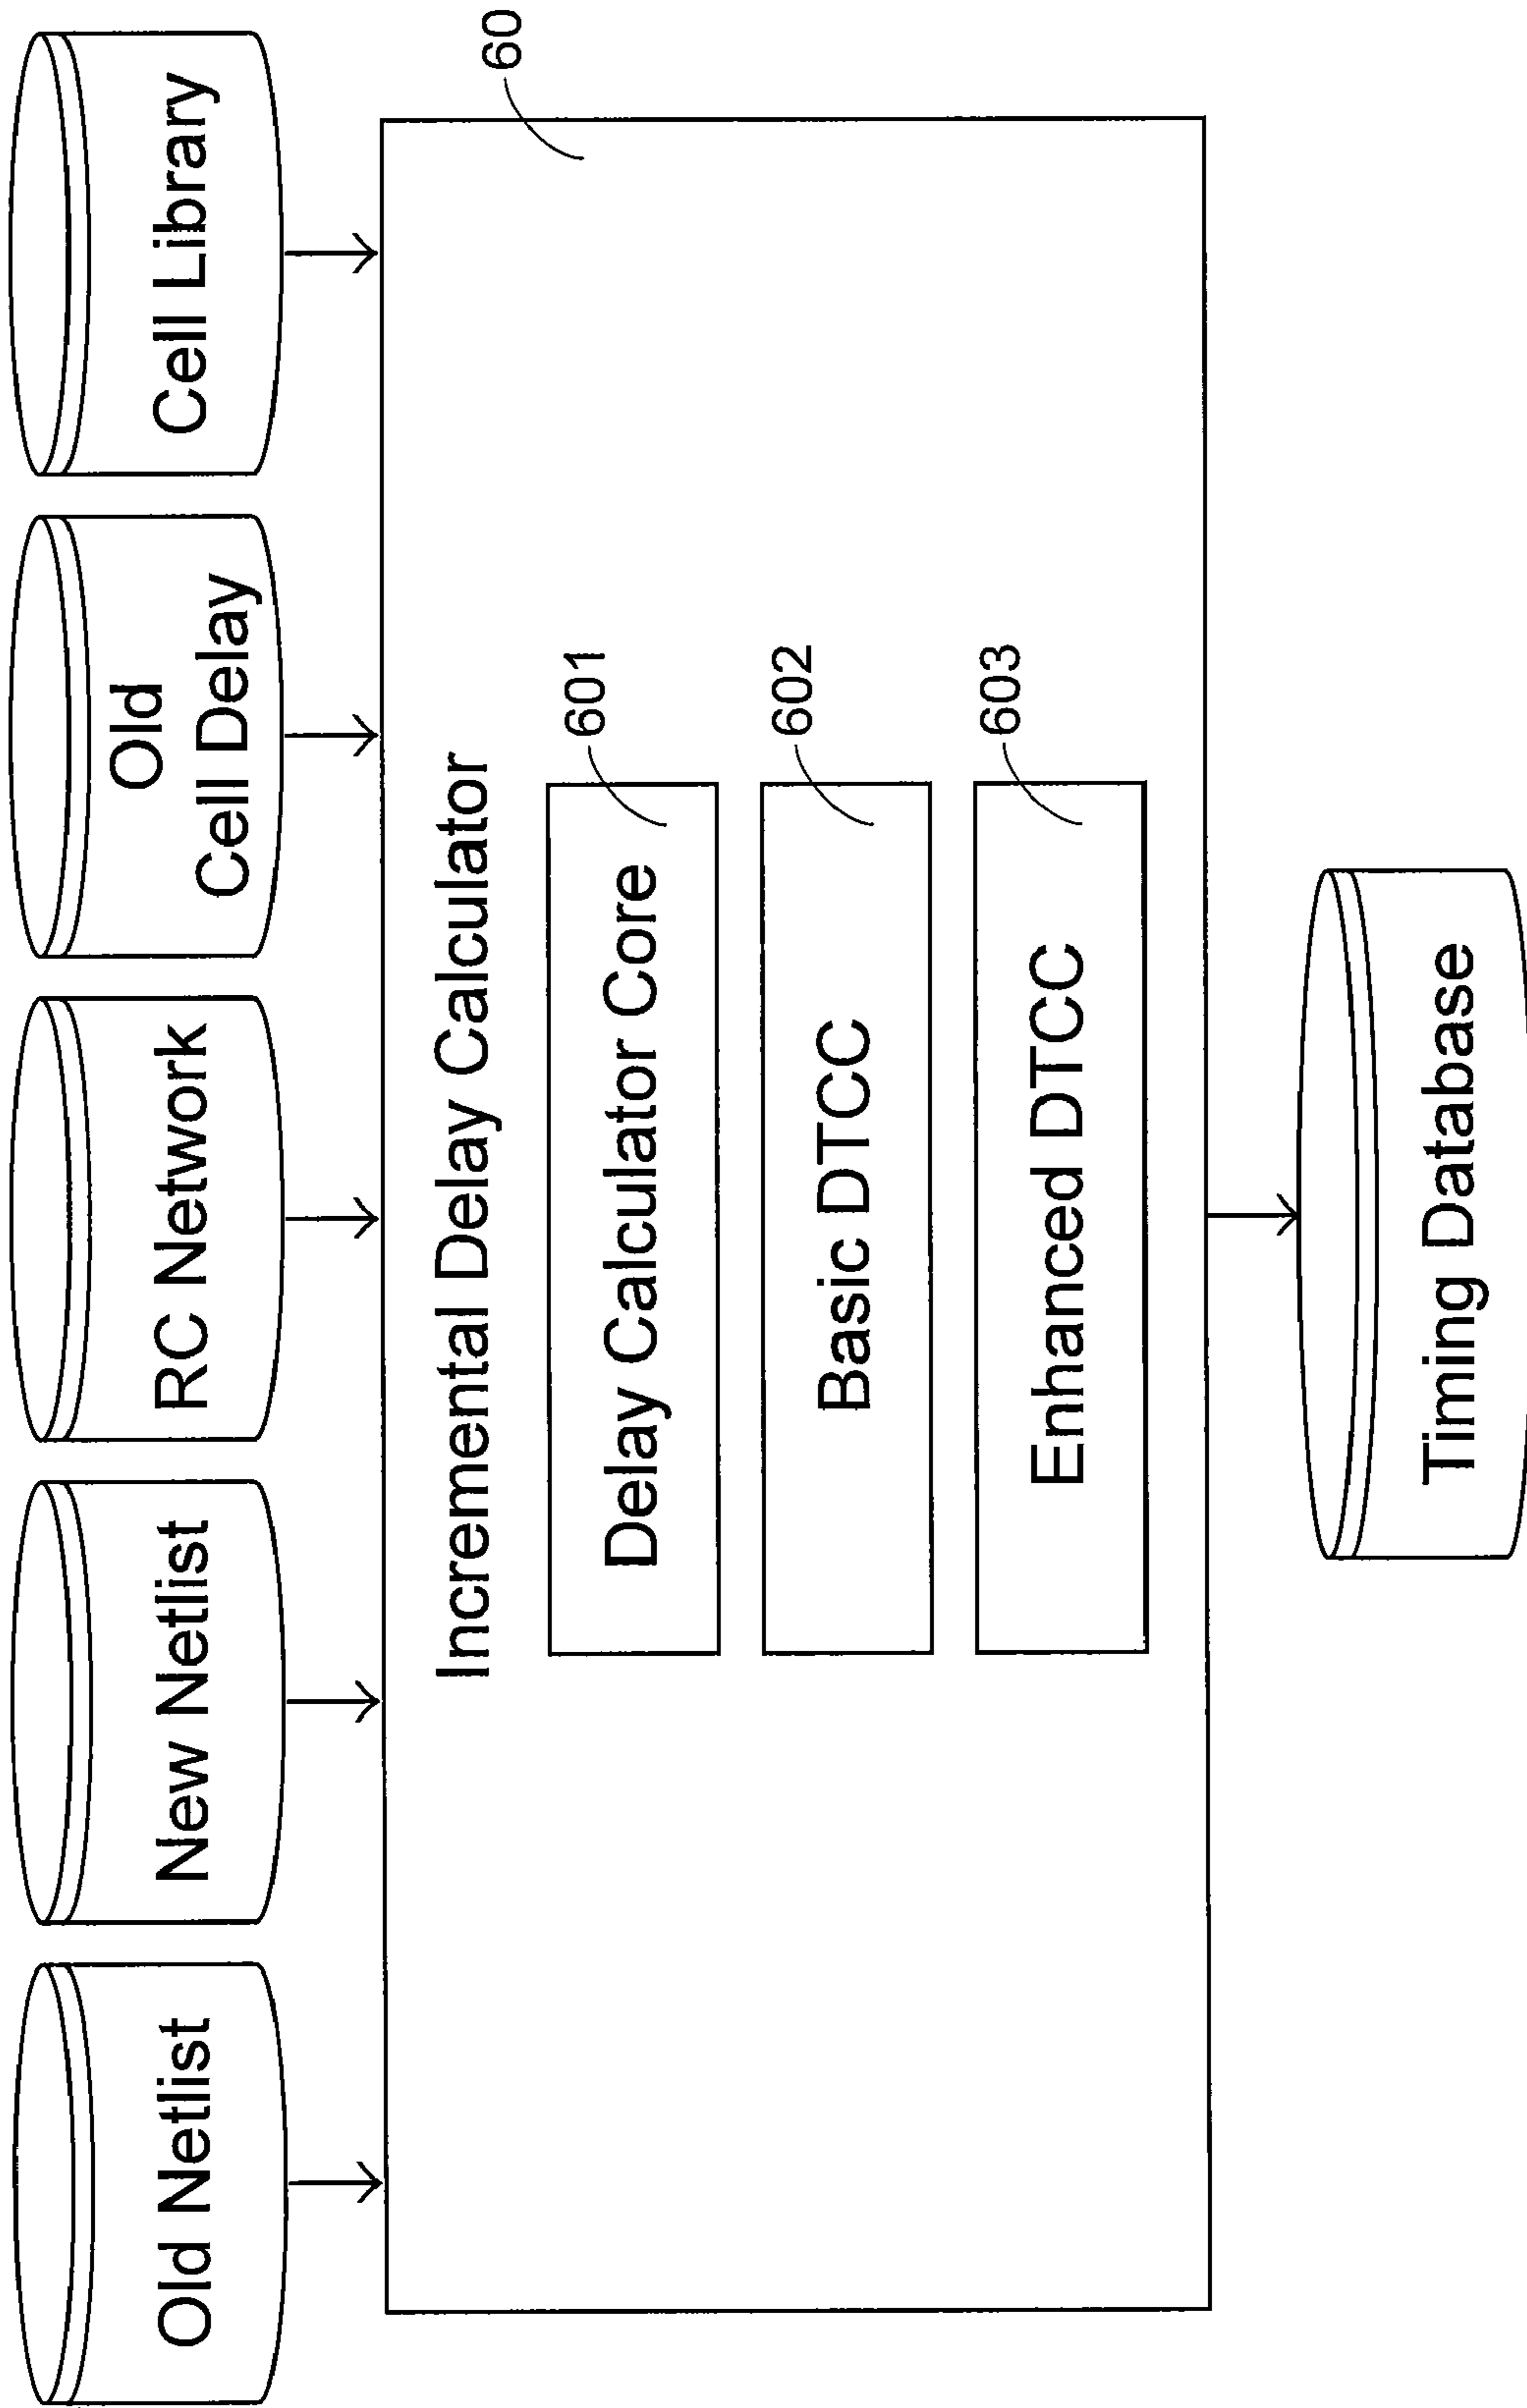 Old Netlist
New Netlist
RC Network
Old
Cell Delay
Cell Library
60
Incremental Delay Calculator
Delay Calculator Core
601
Basic DTCC
602
Enhanced DTCC
603
Timing Database